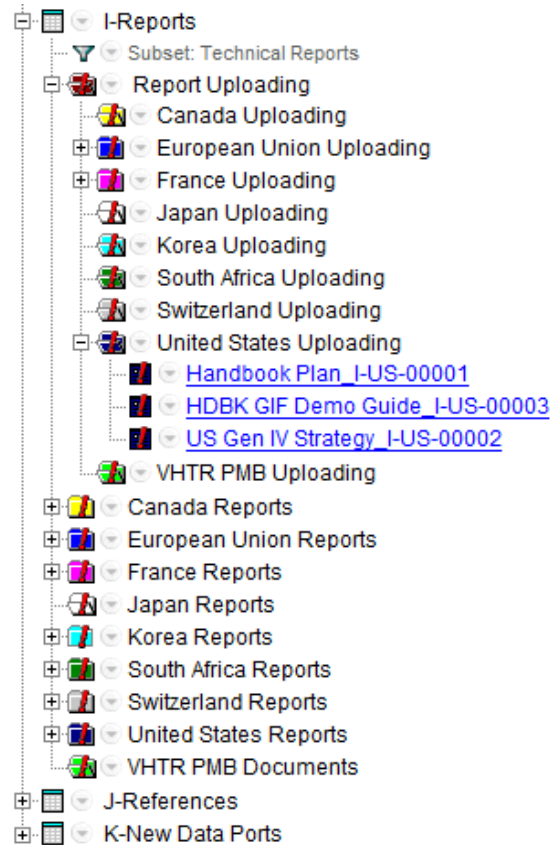 I-Reports
Subset: Technical Reports
Report Uploading
Canada Uploading
European Union Uploading
France Uploading
Japan Uploading
Korea Uploading
South Africa Uploading
Switzerland Uploading
United States Uploading
Handbook Plan_I-US-00001
HDBK GIF Demo Guide_I-US-00003
US Gen IV Strategy_I-US-00002
VHTR PMB Uploading
Canada Reports
European Union Reports
France Reports
Japan Reports
Korea Reports
South Africa Reports
Switzerland Reports
United States Reports
VHTR PMB Documents
J-References
K-New Data Ports